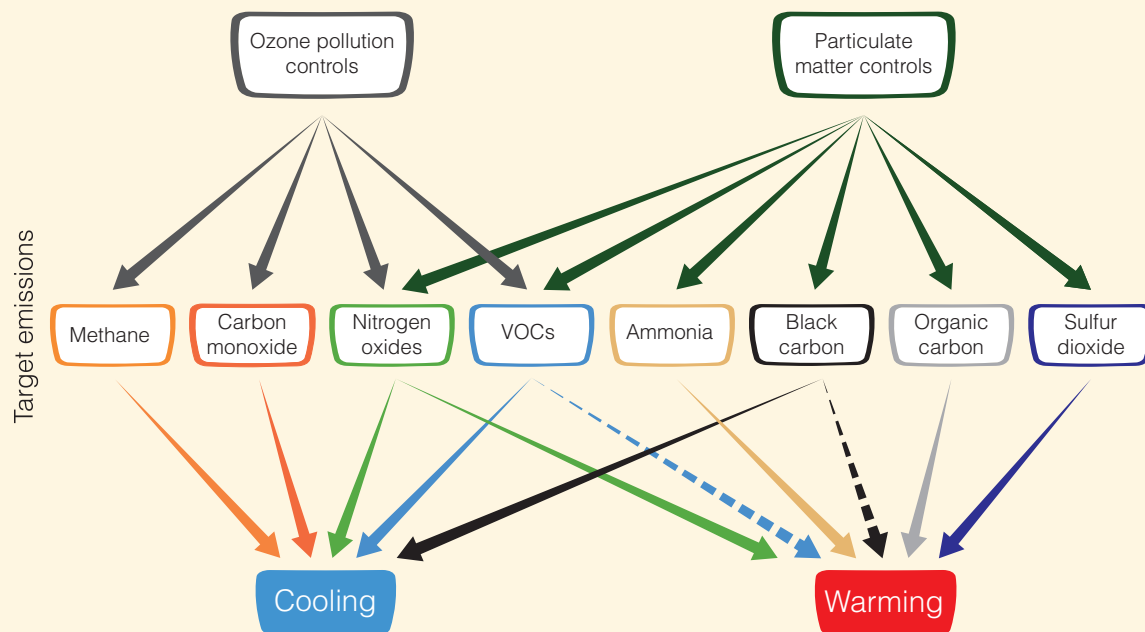 Ozone pollution
controls
Particulate
matter controls
Target emissions
Methane
Carbon
monoxide
Nitrogen
oxides
VOCs
Ammonia
Black
carbon
Organic
carbon
Sulfur
dioxide
Cooling
Warming